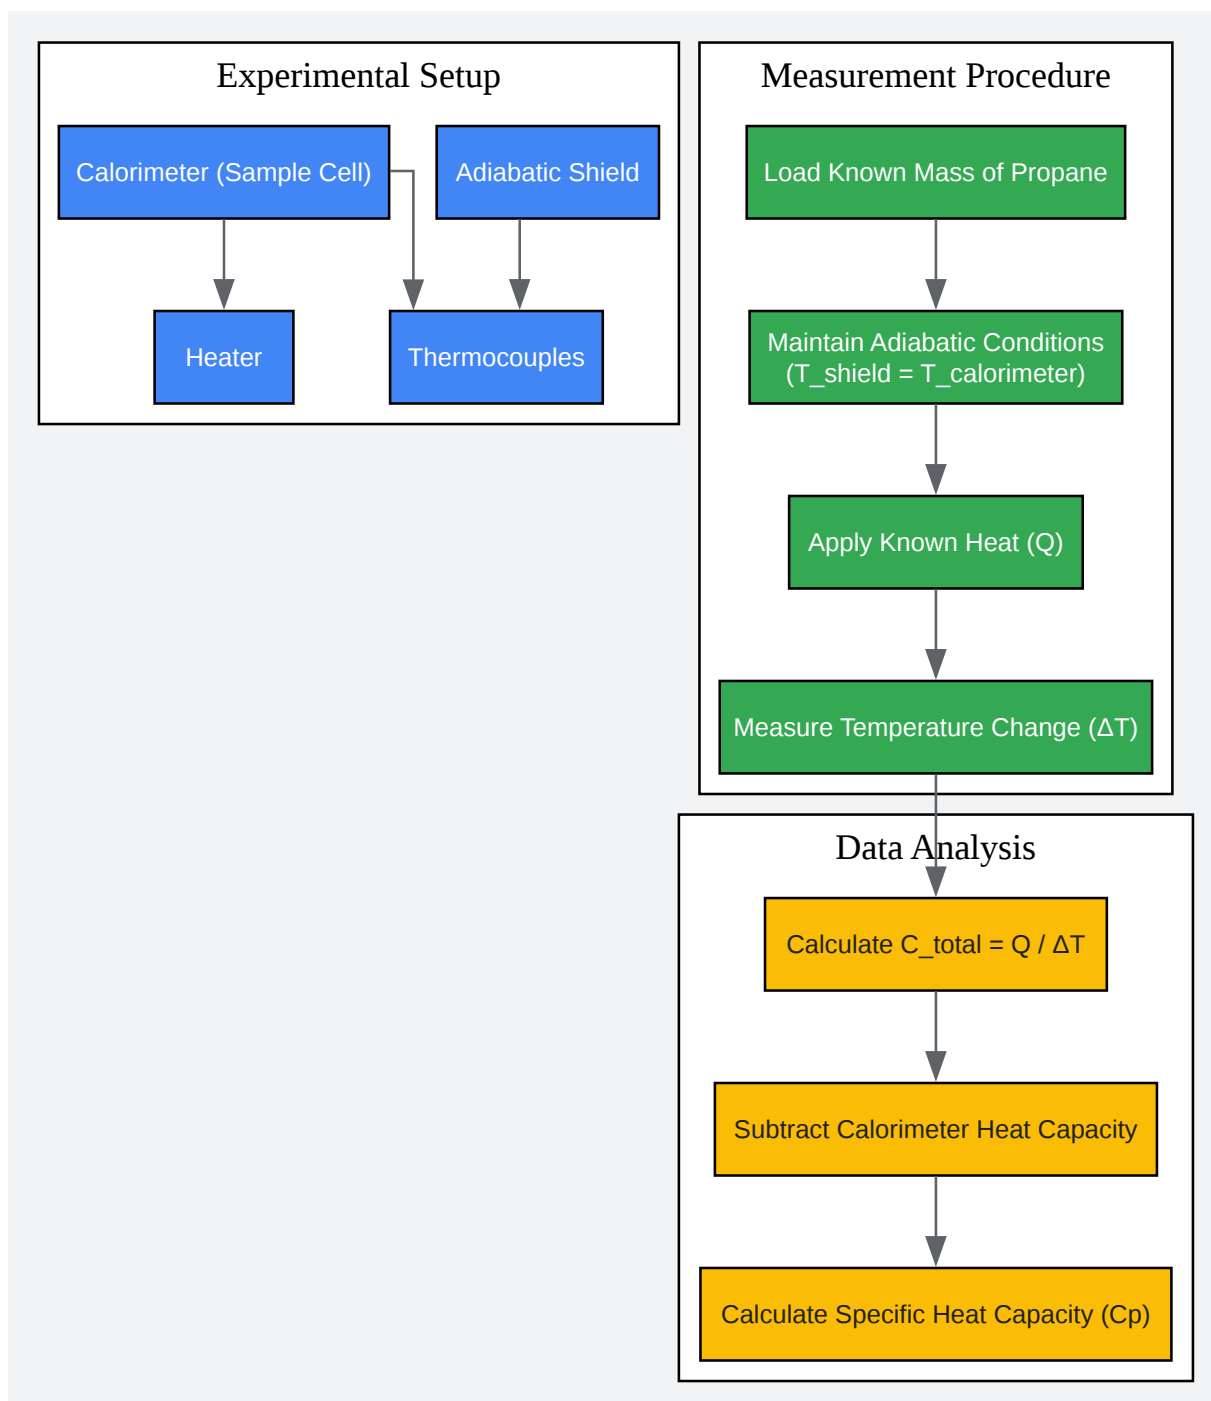 Experimental Setup
Calorimeter (Sample Cell)
Adiabatic Shield
Heater
Thermocouples
Measurement Procedure
Load Known Mass of Propane
Maintain Adiabatic Conditions
(T_shield = T_calorimeter)
Apply Known Heat (Q)
Measure Temperature Change (ΔT)
Data Analysis
Calculate C_total = Q / ΔT
Subtract Calorimeter Heat Capacity
Calculate Specific Heat Capacity (Cp)